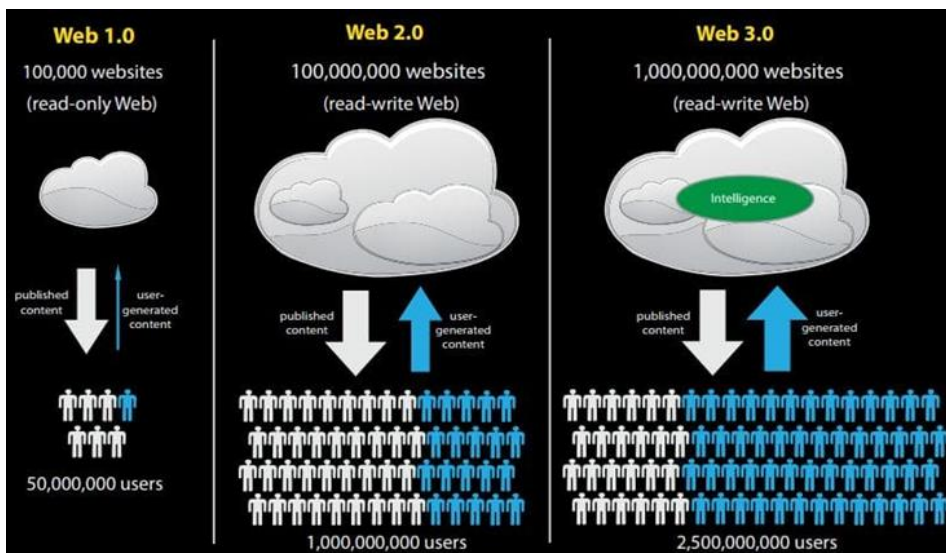 Web 1.0
100,000 websites
(read-only Web)
published
content
user-
generated
content
50,000,000 users
Web 2.0
100,000,000 websites
(read-write Web)
published
content
user-
generated
content
1,000,000,000 users
Web 3.0
1,000,000,000 websites
(read-write Web)
Intelligence
published
content
user-
generated
content
2,500,000,000 users